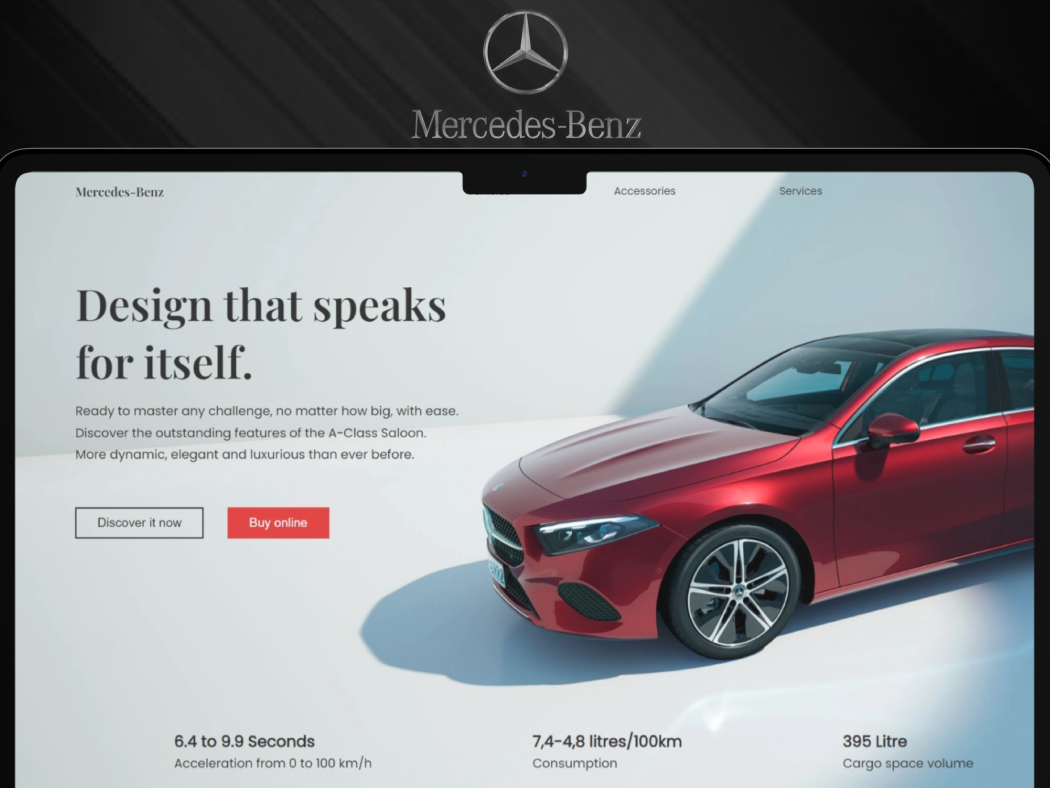 Mercedes-Benz
Mercedes-Benz
Accessories
Services
Design that speaks
for itself.
Ready to master any challenge, no matter how big, with ease.
Discover the outstanding features of the A-Class Saloon.
More dynamic, elegant and luxurious than ever before.
Discover it now
Buy online
6.4 to 9.9 Seconds
Acceleration from 0 to 100 km/h
7,4-4,8 litres/100km
Consumption
395 Litre
Cargo space volume